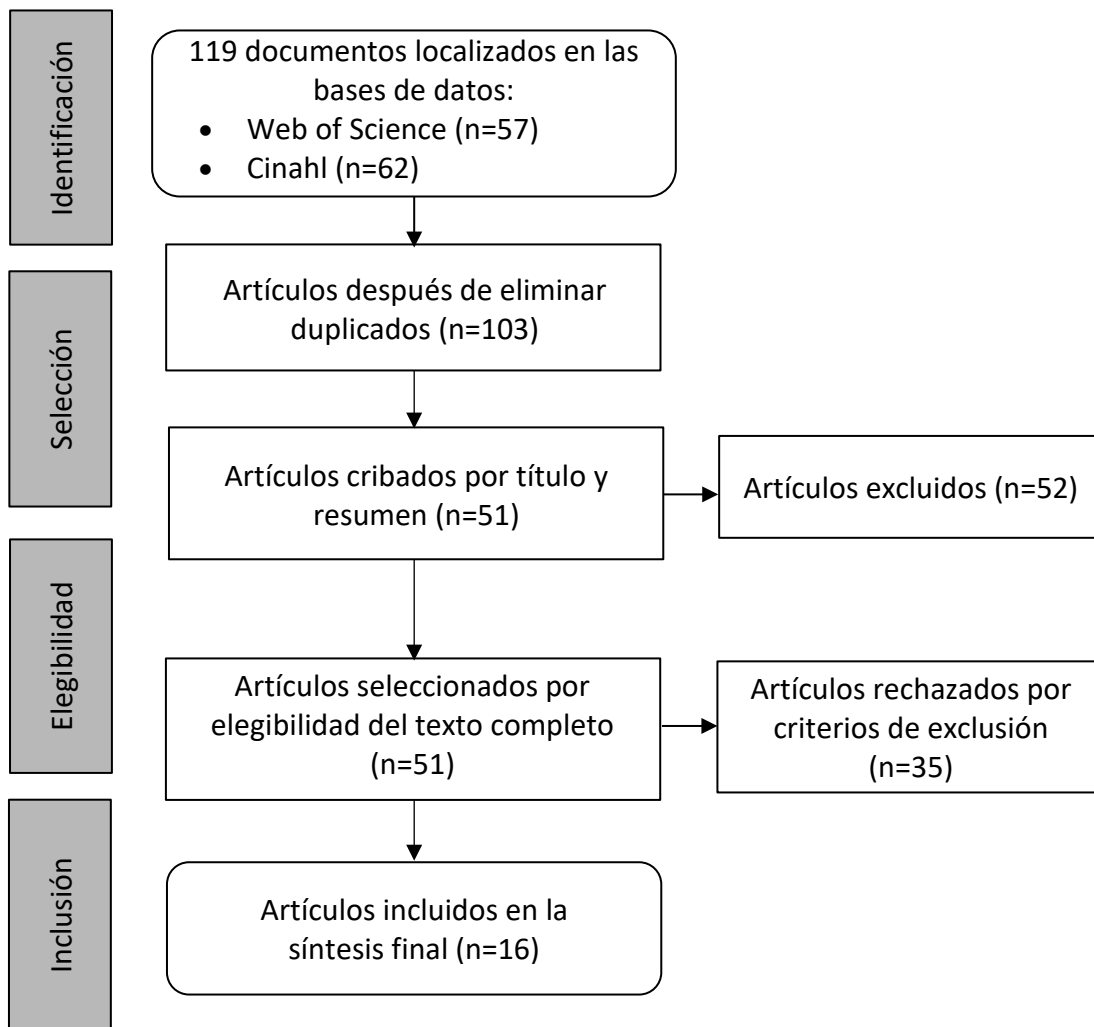 Identificación
119 documentos localizados en las
bases de datos:
• Web of Science (n=57)
• Cinahl (n=62)
Selección
Artículos después de eliminar
duplicados (n=103)
Artículos cribados por título y
resumen (n=51)
Artículos excluidos (n=52)
Elegibilidad
Artículos seleccionados por
elegibilidad del texto completo
(n=51)
Artículos rechazados por
criterios de exclusión
(n=35)
Inclusión
Artículos incluidos en la
síntesis final (n=16)